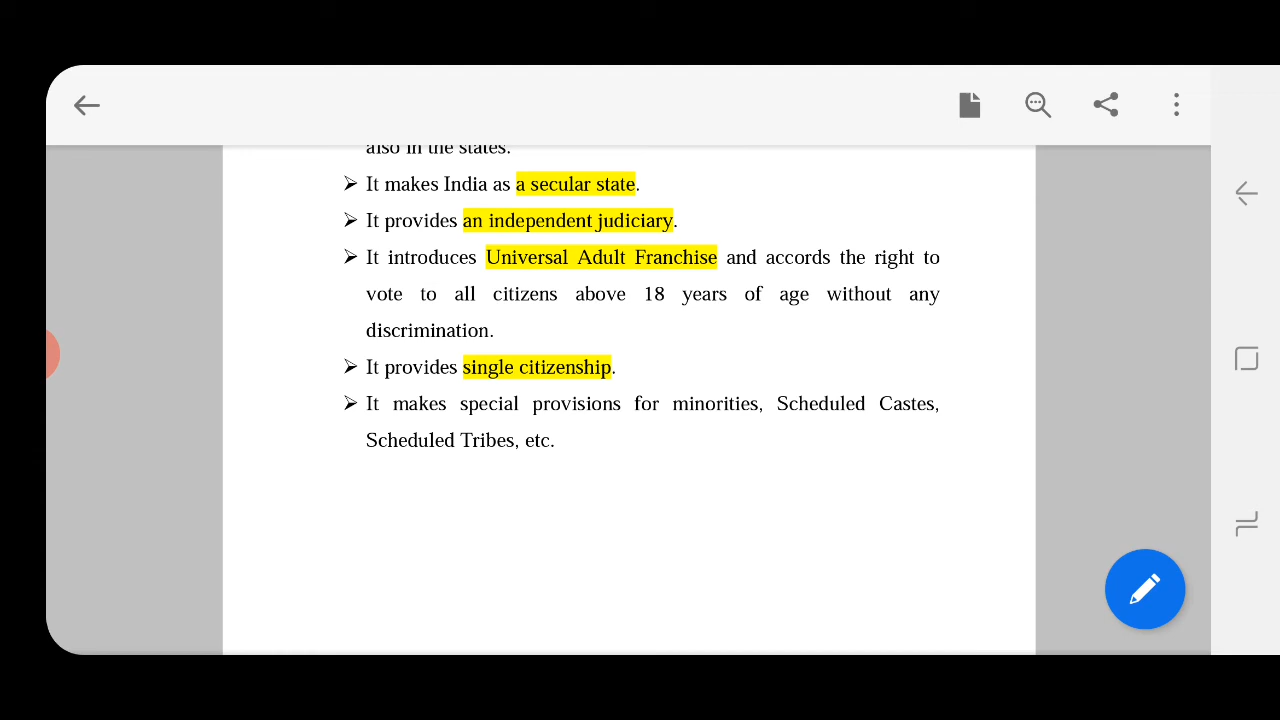 also in the states.
➢ It makes India as a secular state.
➢ It provides an independent judiciary.
➢ It introduces Universal Adult Franchise and accords the right to
vote to all citizens above 18 years of age without any
discrimination.
➢ It provides single citizenship.
➢ It makes special provisions for minorities, Scheduled Castes,
Scheduled Tribes, etc.